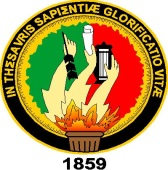 IN THESAVRIS SAPIENTIÆ GLORIFICATIO VITÆ
1859